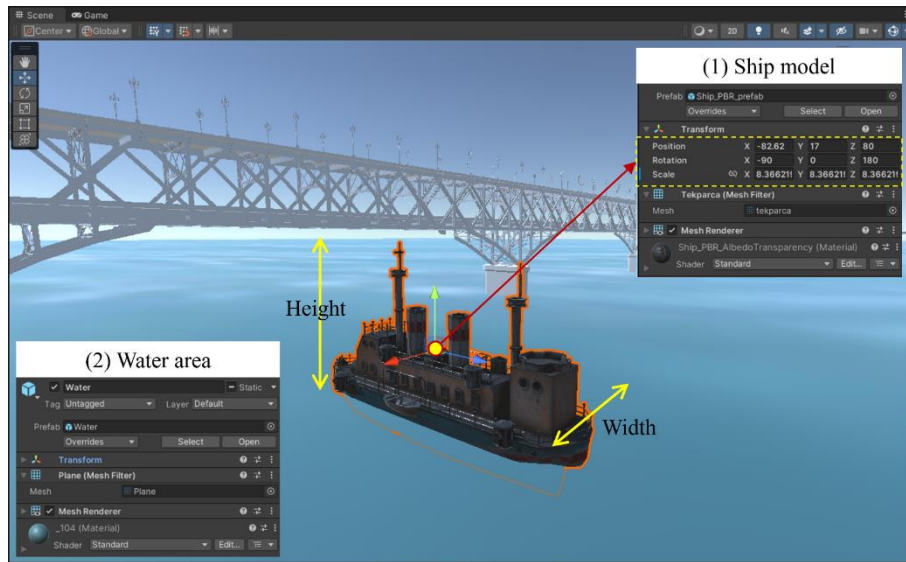 Scene Game
Center Global
2D
(1) Ship model
Prefab Ship_PBR_prefab
Overrides Select Open
Transform
Position X -82.62 Y 17 Z 80
Rotation X -90 Y 0 Z 180
Scale X 8.366219 Y 8.366219 Z 8.366219
Tekparca (Mesh Filter)
Mesh tekparca
Mesh Renderer
Ship_PBR_AlbedoTransparency (Material)
Shader Standard Edit...
Height
Width
(2) Water area
Water Static
Tag Untagged Layer Default
Prefab Water
Overrides Select Open
Transform
Plane (Mesh Filter)
Mesh Plane
Mesh Renderer
_104 (Material)
Shader Standard Edit...